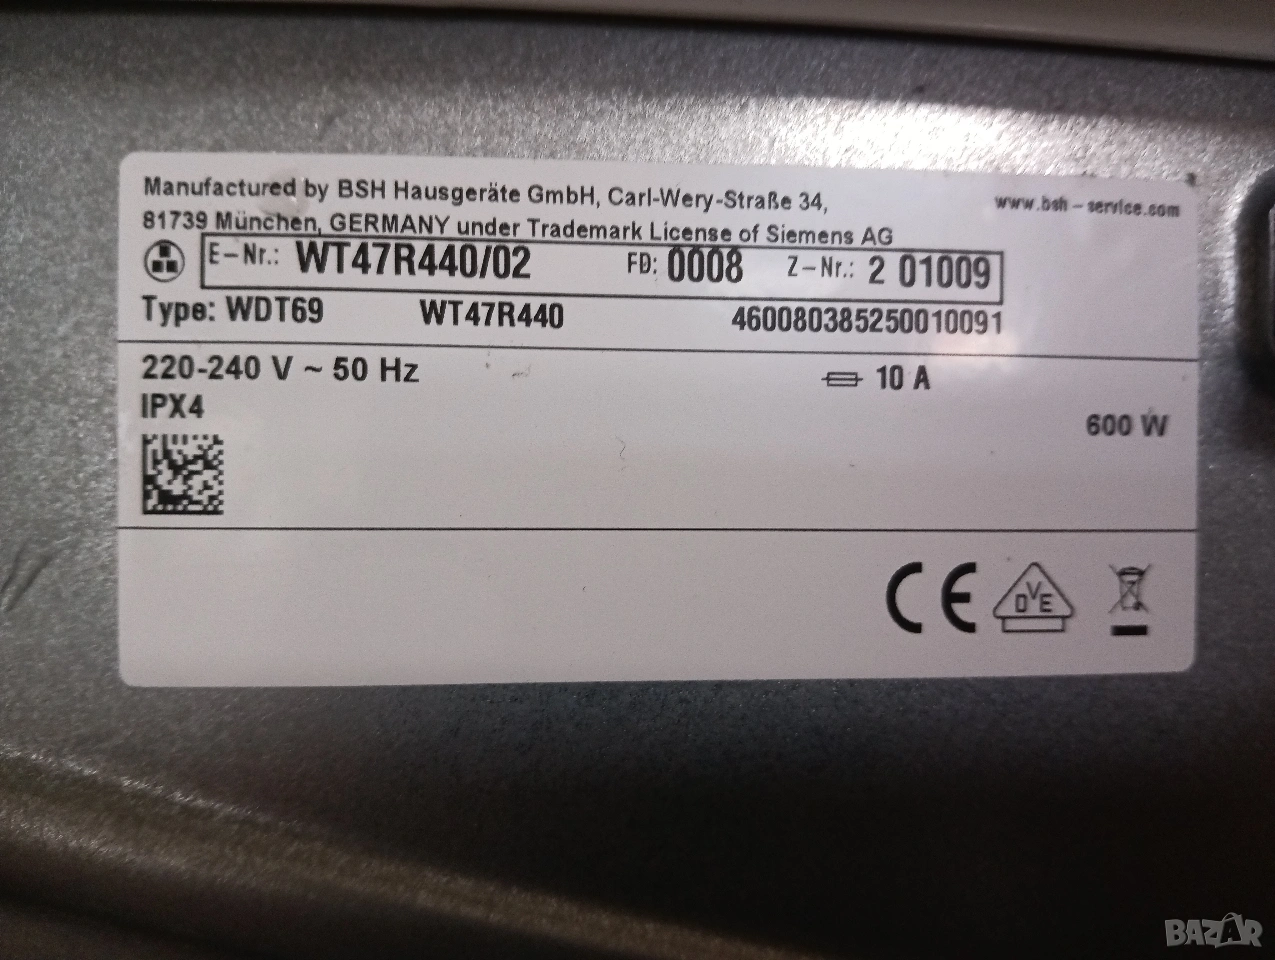 Manufactured by BSH Hausgeräte GmbH, Carl-Wery-Straße 34,
www.bsh-service.com
81739 München, GERMANY under Trademark License of Siemens AG
E-Nr.: WT47R440/02 FD: 0008 Z-Nr.: 2 01009
Type: WDT69 WT47R440 460080385250010091
220-240 V ~ 50 Hz 10 A
IPX4
600 W
CE DVE
BAZAR